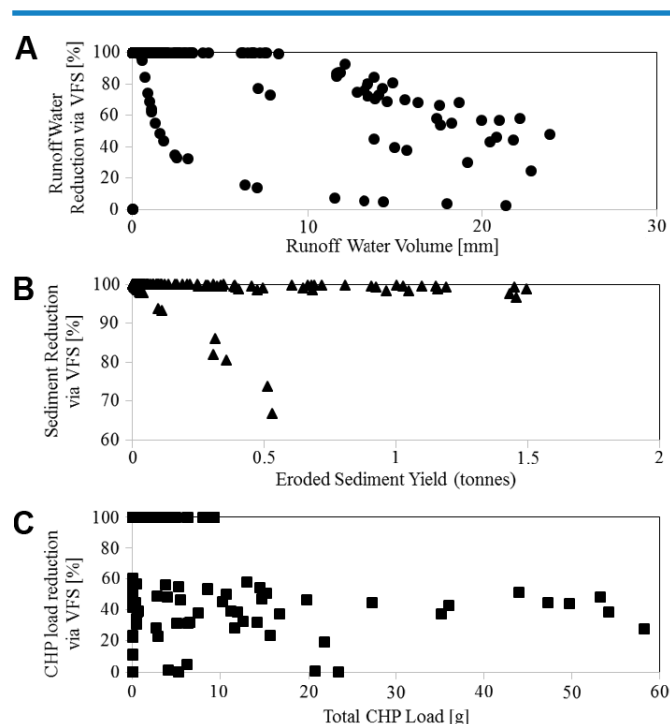 A
Runoff Water
Reduction via VFS [%]
100
80
60
40
20
0
0
10
20
30
Runoff Water Volume [mm]
B
Sediment Reduction
via VFS [%]
100
90
80
70
60
0
0.5
1
1.5
2
Eroded Sediment Yield (tonnes)
C
CHP load reduction
via VFS [%]
100
80
60
40
20
0
0
10
20
30
40
50
60
Total CHP Load [g]